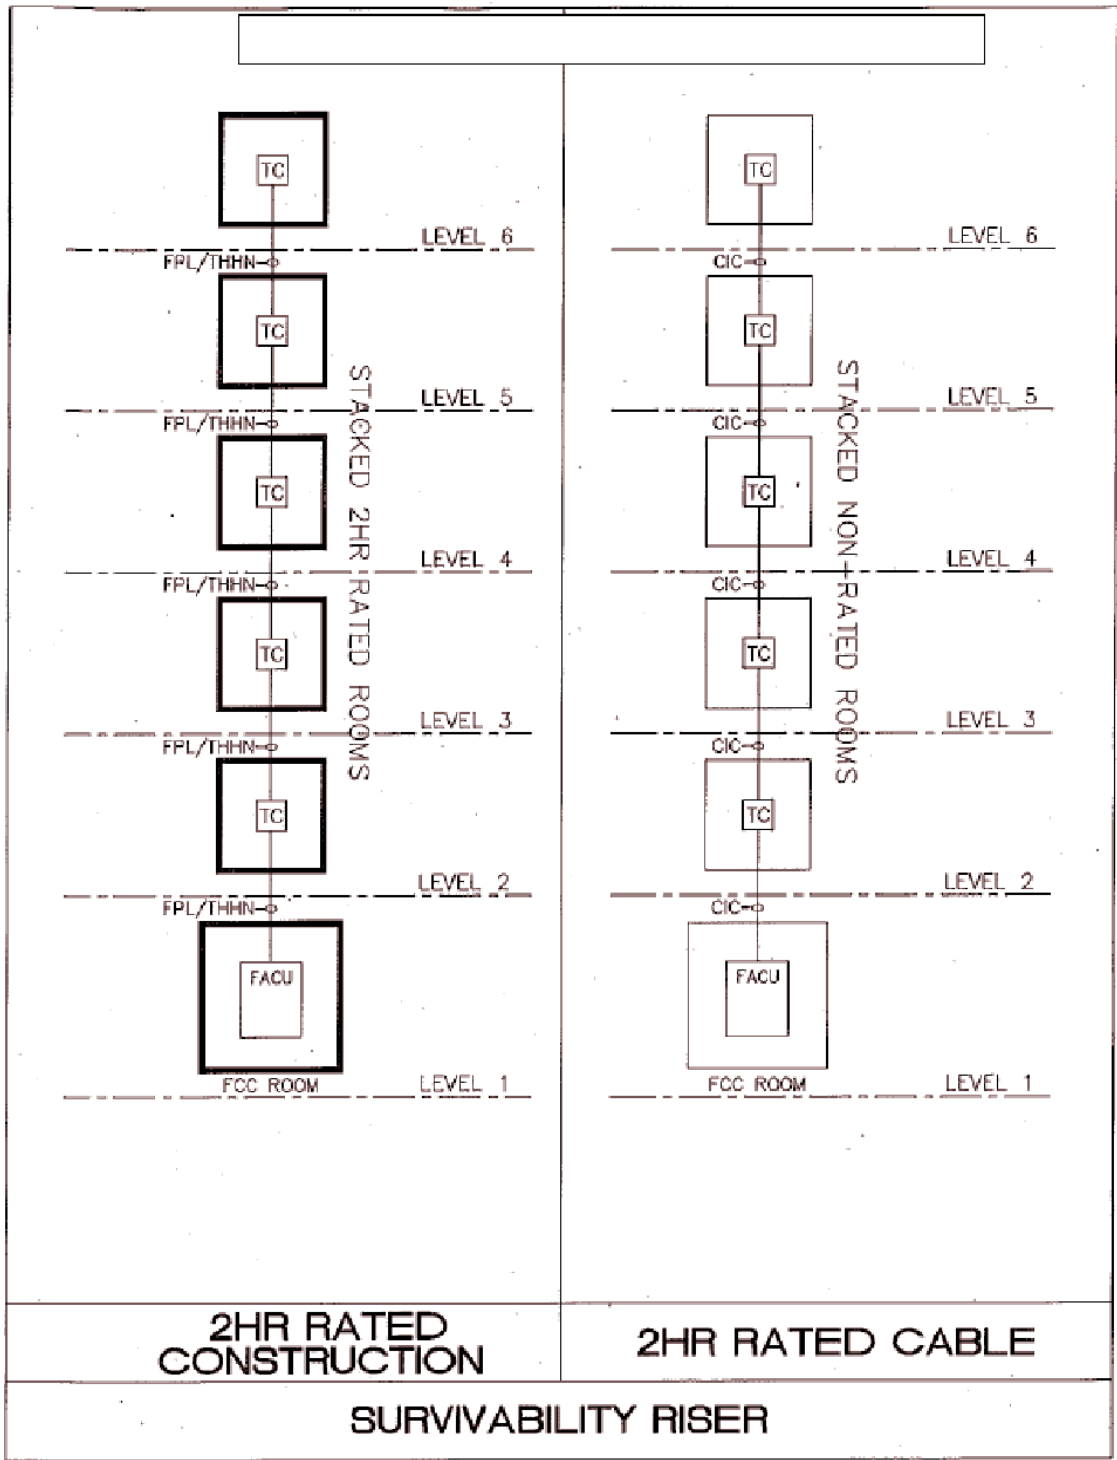 TC
LEVEL 6
FPL/THHN
TC
LEVEL 5
FPL/THHN
TC
LEVEL 4
FPL/THHN
TC
LEVEL 3
FPL/THHN
TC
LEVEL 2
FPL/THHN
FACU
FCC ROOM
LEVEL 1
STACKED 2HR RATED ROOMS
TC
LEVEL 6
CIC
TC
LEVEL 5
CIC
TC
LEVEL 4
CIC
TC
LEVEL 3
CIC
TC
LEVEL 2
CIC
FACU
FCC ROOM
LEVEL 1
STACKED NON-RATED ROOMS
2HR RATED
CONSTRUCTION
2HR RATED CABLE
SURVIVABILITY RISER